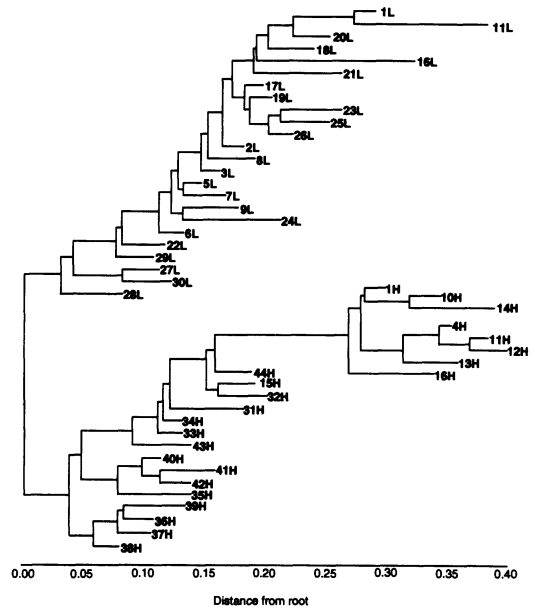 1L
11L
20L
18L
16L
21L
17L
19L
23L
25L
26L
2L
8L
3L
5L
7L
9L
24L
6L
22L
29L
27L
30L
28L
1H
10H
14H
4H
11H
12H
13H
16H
44H
15H
32H
31H
34H
33H
43H
40H
41H
42H
35H
39H
36H
37H
38H
0.00 0.05 0.10 0.15 0.20 0.25 0.30 0.35 0.40
Distance from root